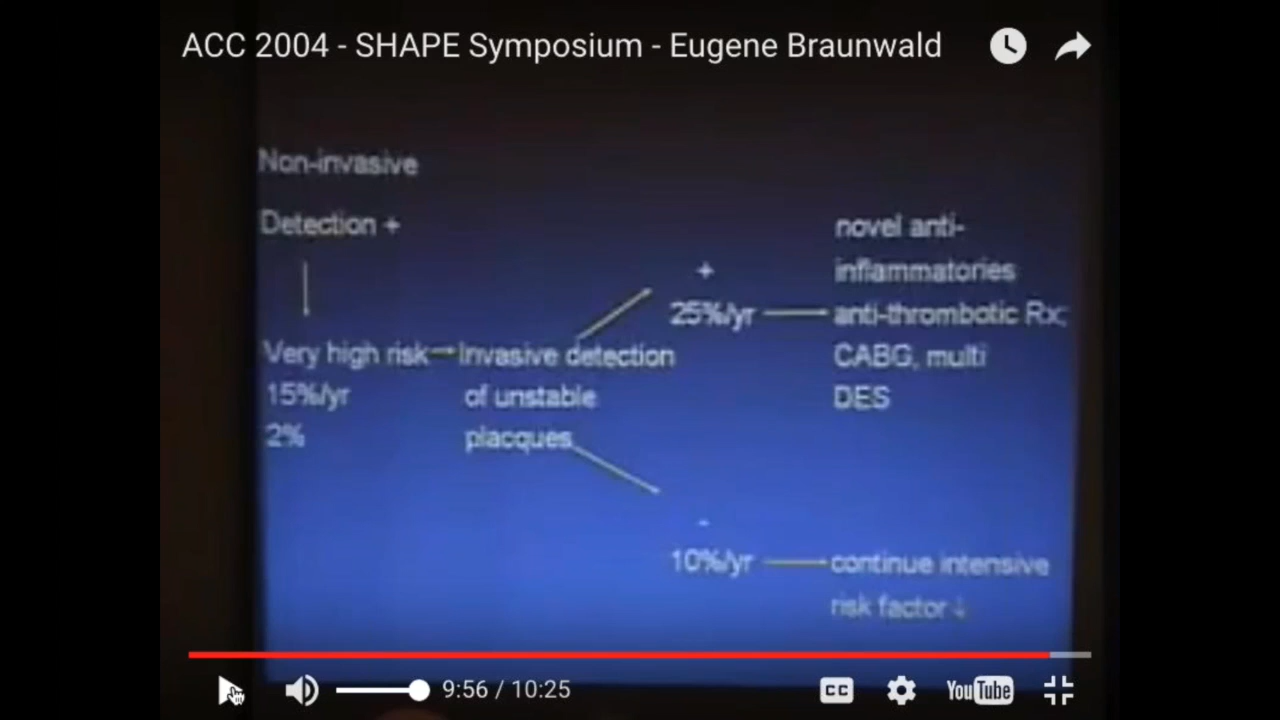 ACC 2004 - SHAPE Symposium - Eugene Braunwald
Non-invasive
Detection +
Very high risk
15%/yr
2%
Invasive detection
of unstable
placques
+
25%/yr
novel anti-
inflammatories
anti-thrombotic Rx;
CABG, multi
DES
-
10%/yr
continue intensive
risk factor ↓
9:56 / 10:25
CC
YouTube